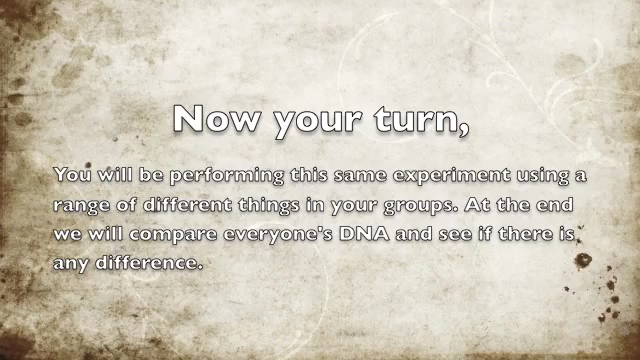 Now your turn,
You will be performing this same experiment using a
range of different things in your groups. At the end
we will compare everyone's DNA and see if there is
any difference.